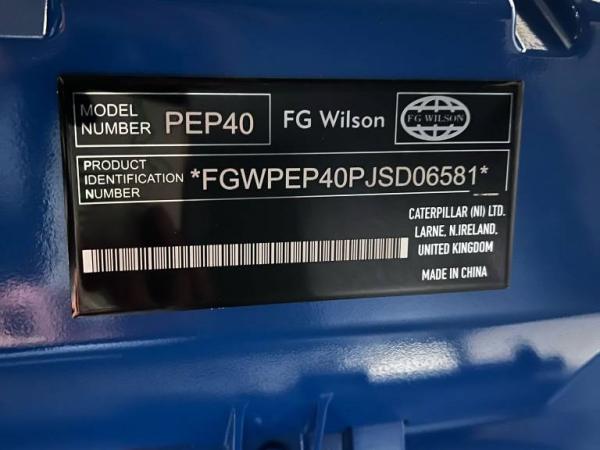 MODEL
NUMBER
PEP40
FG Wilson
FG WILSON
PRODUCT
IDENTIFICATION
NUMBER
*FGWPEP40PJSD06581*
CATERPILLAR (NI) LTD.
LARNE, N.IRELAND.
UNITED KINGDOM
MADE IN CHINA